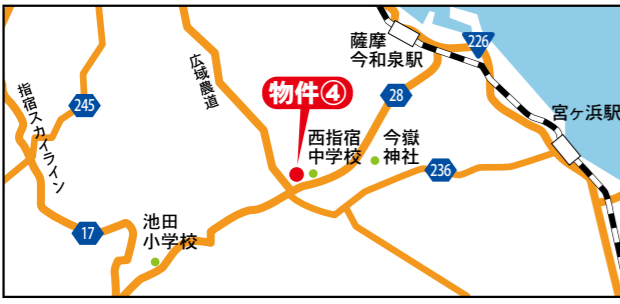 薩摩
今和泉駅
226
広域農道
245
指宿スカイライン
物件④
28
宮ヶ浜駅
西指宿
中学校
今嶽
神社
236
17
池田
小学校